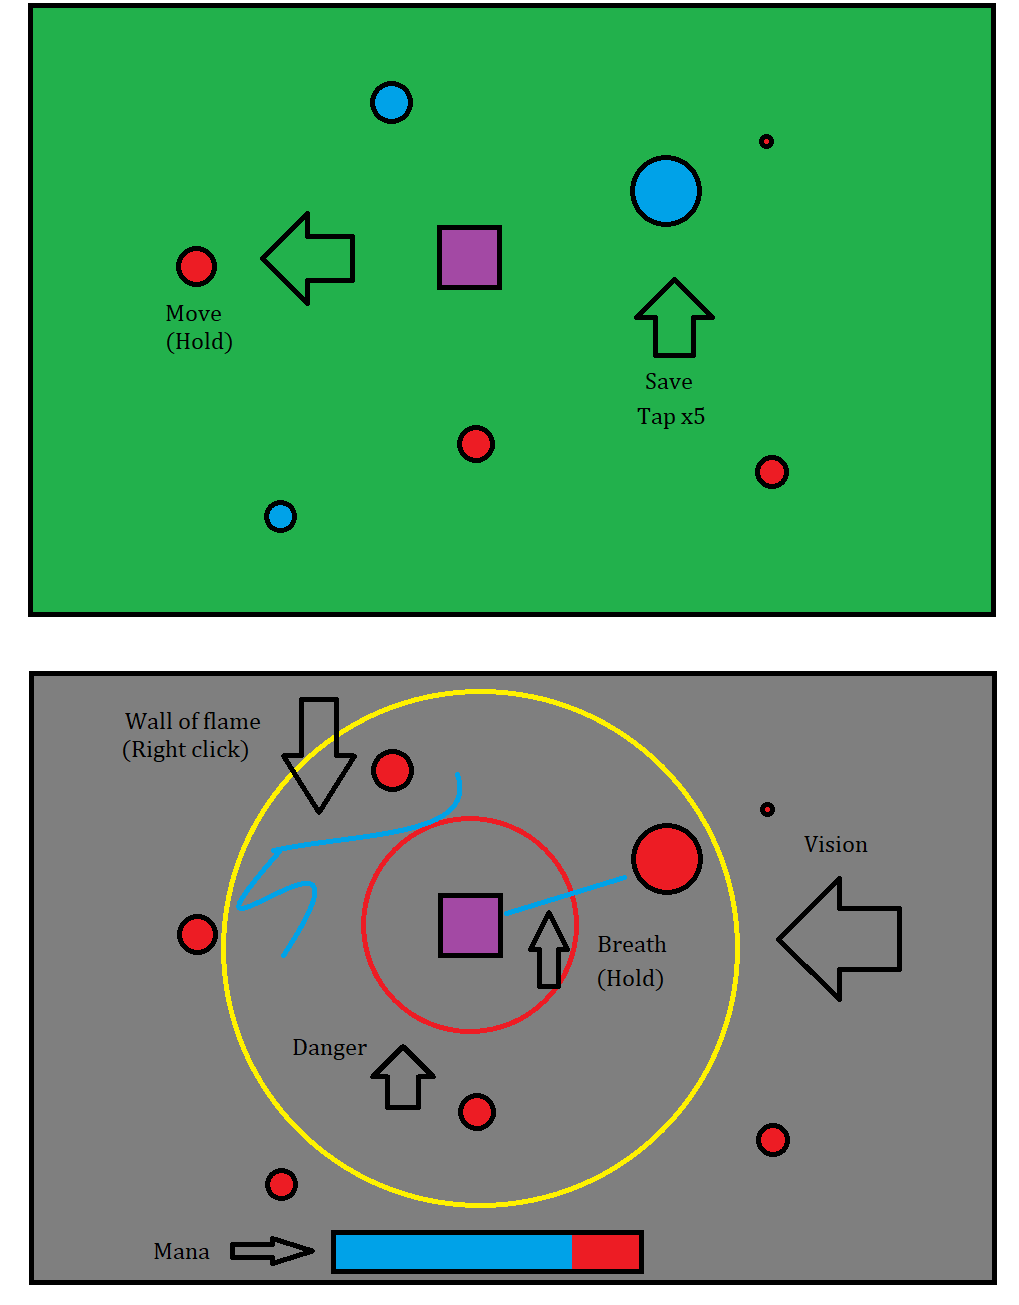 Move
(Hold)
Save
Tap x5
Wall of flame
(Right click)
Vision
Breath
(Hold)
Danger
Mana